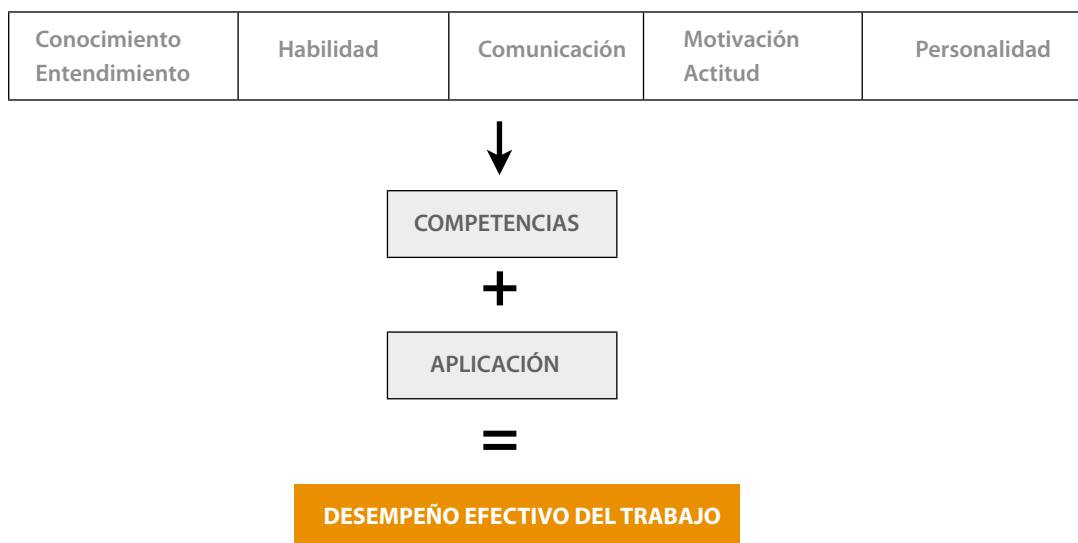 Conocimiento
Entendimiento
Habilidad
Comunicación
Motivación
Actitud
Personalidad
COMPETENCIAS
+
APLICACIÓN
=
DESEMPEÑO EFECTIVO DEL TRABAJO